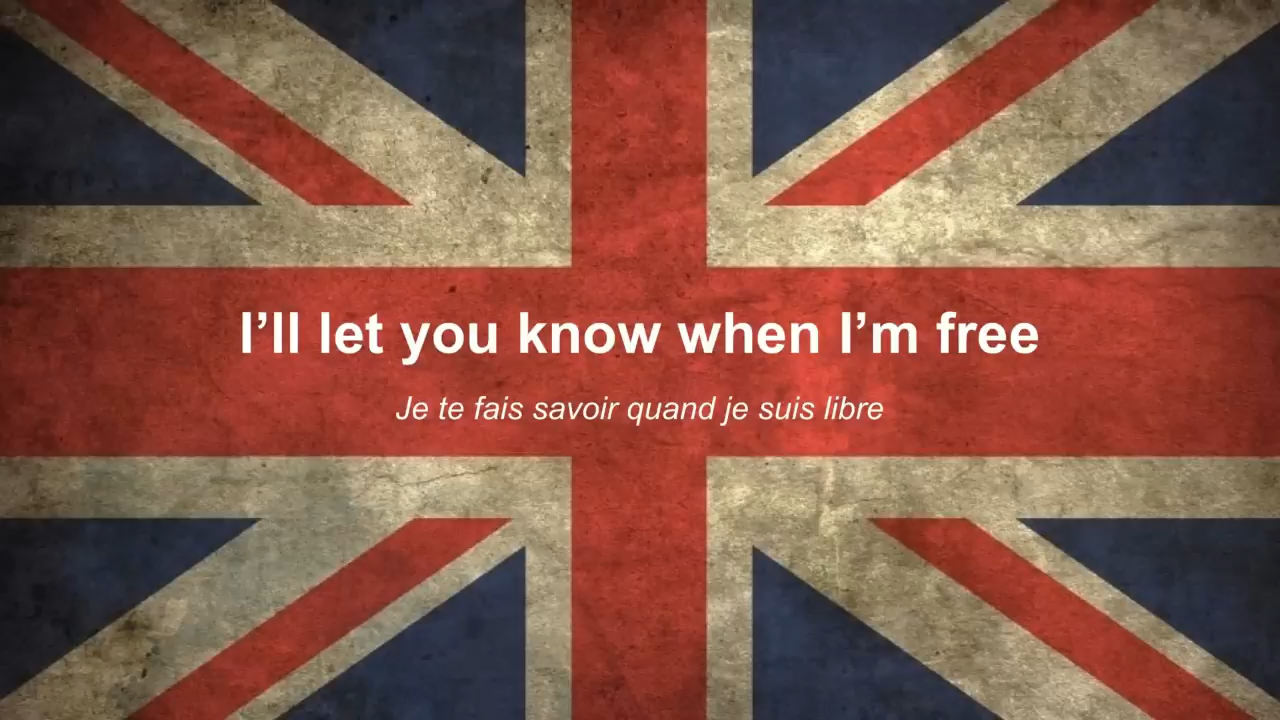 I’ll let you know when I’m free
Je te fais savoir quand je suis libre